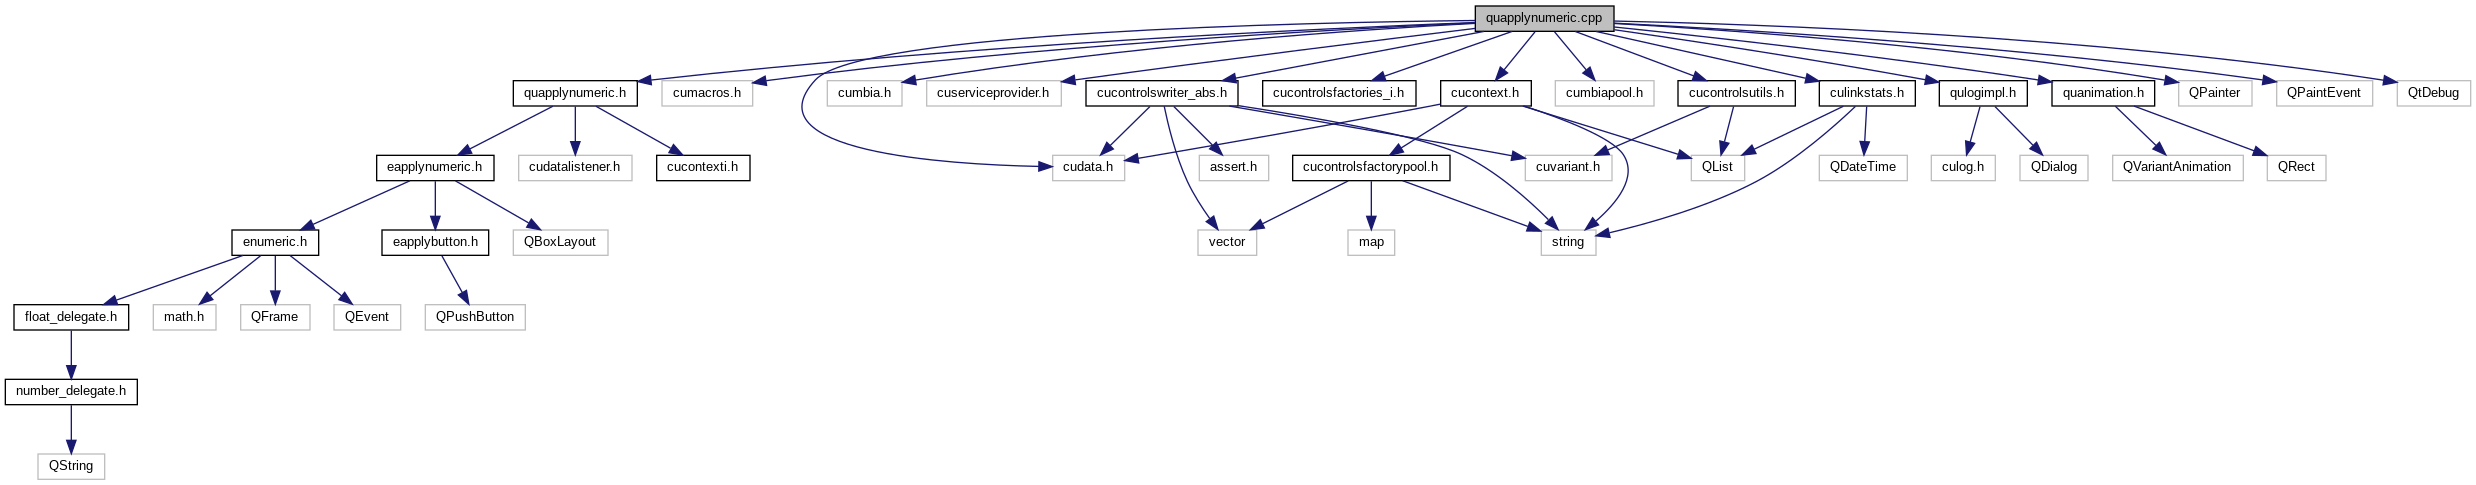 quapplynumeric.cpp
quapplynumeric.h
cumacros.h
cumbia.h
cuserviceprovider.h
cucontrolswriter_abs.h
cucontrolsfactories_i.h
cucontext.h
cumbiapool.h
cucontrolsutils.h
culinkstats.h
qulogimpl.h
quanimation.h
QPainter
QPaintEvent
QtDebug
eapplynumeric.h
cudatalistener.h
cucontexti.h
cudata.h
assert.h
cucontrolsfactorypool.h
cuvariant.h
QList
QDateTime
culog.h
QDialog
QVariantAnimation
QRect
enumeric.h
eapplybutton.h
QBoxLayout
vector
map
string
float_delegate.h
math.h
QFrame
QEvent
QPushButton
number_delegate.h
QString